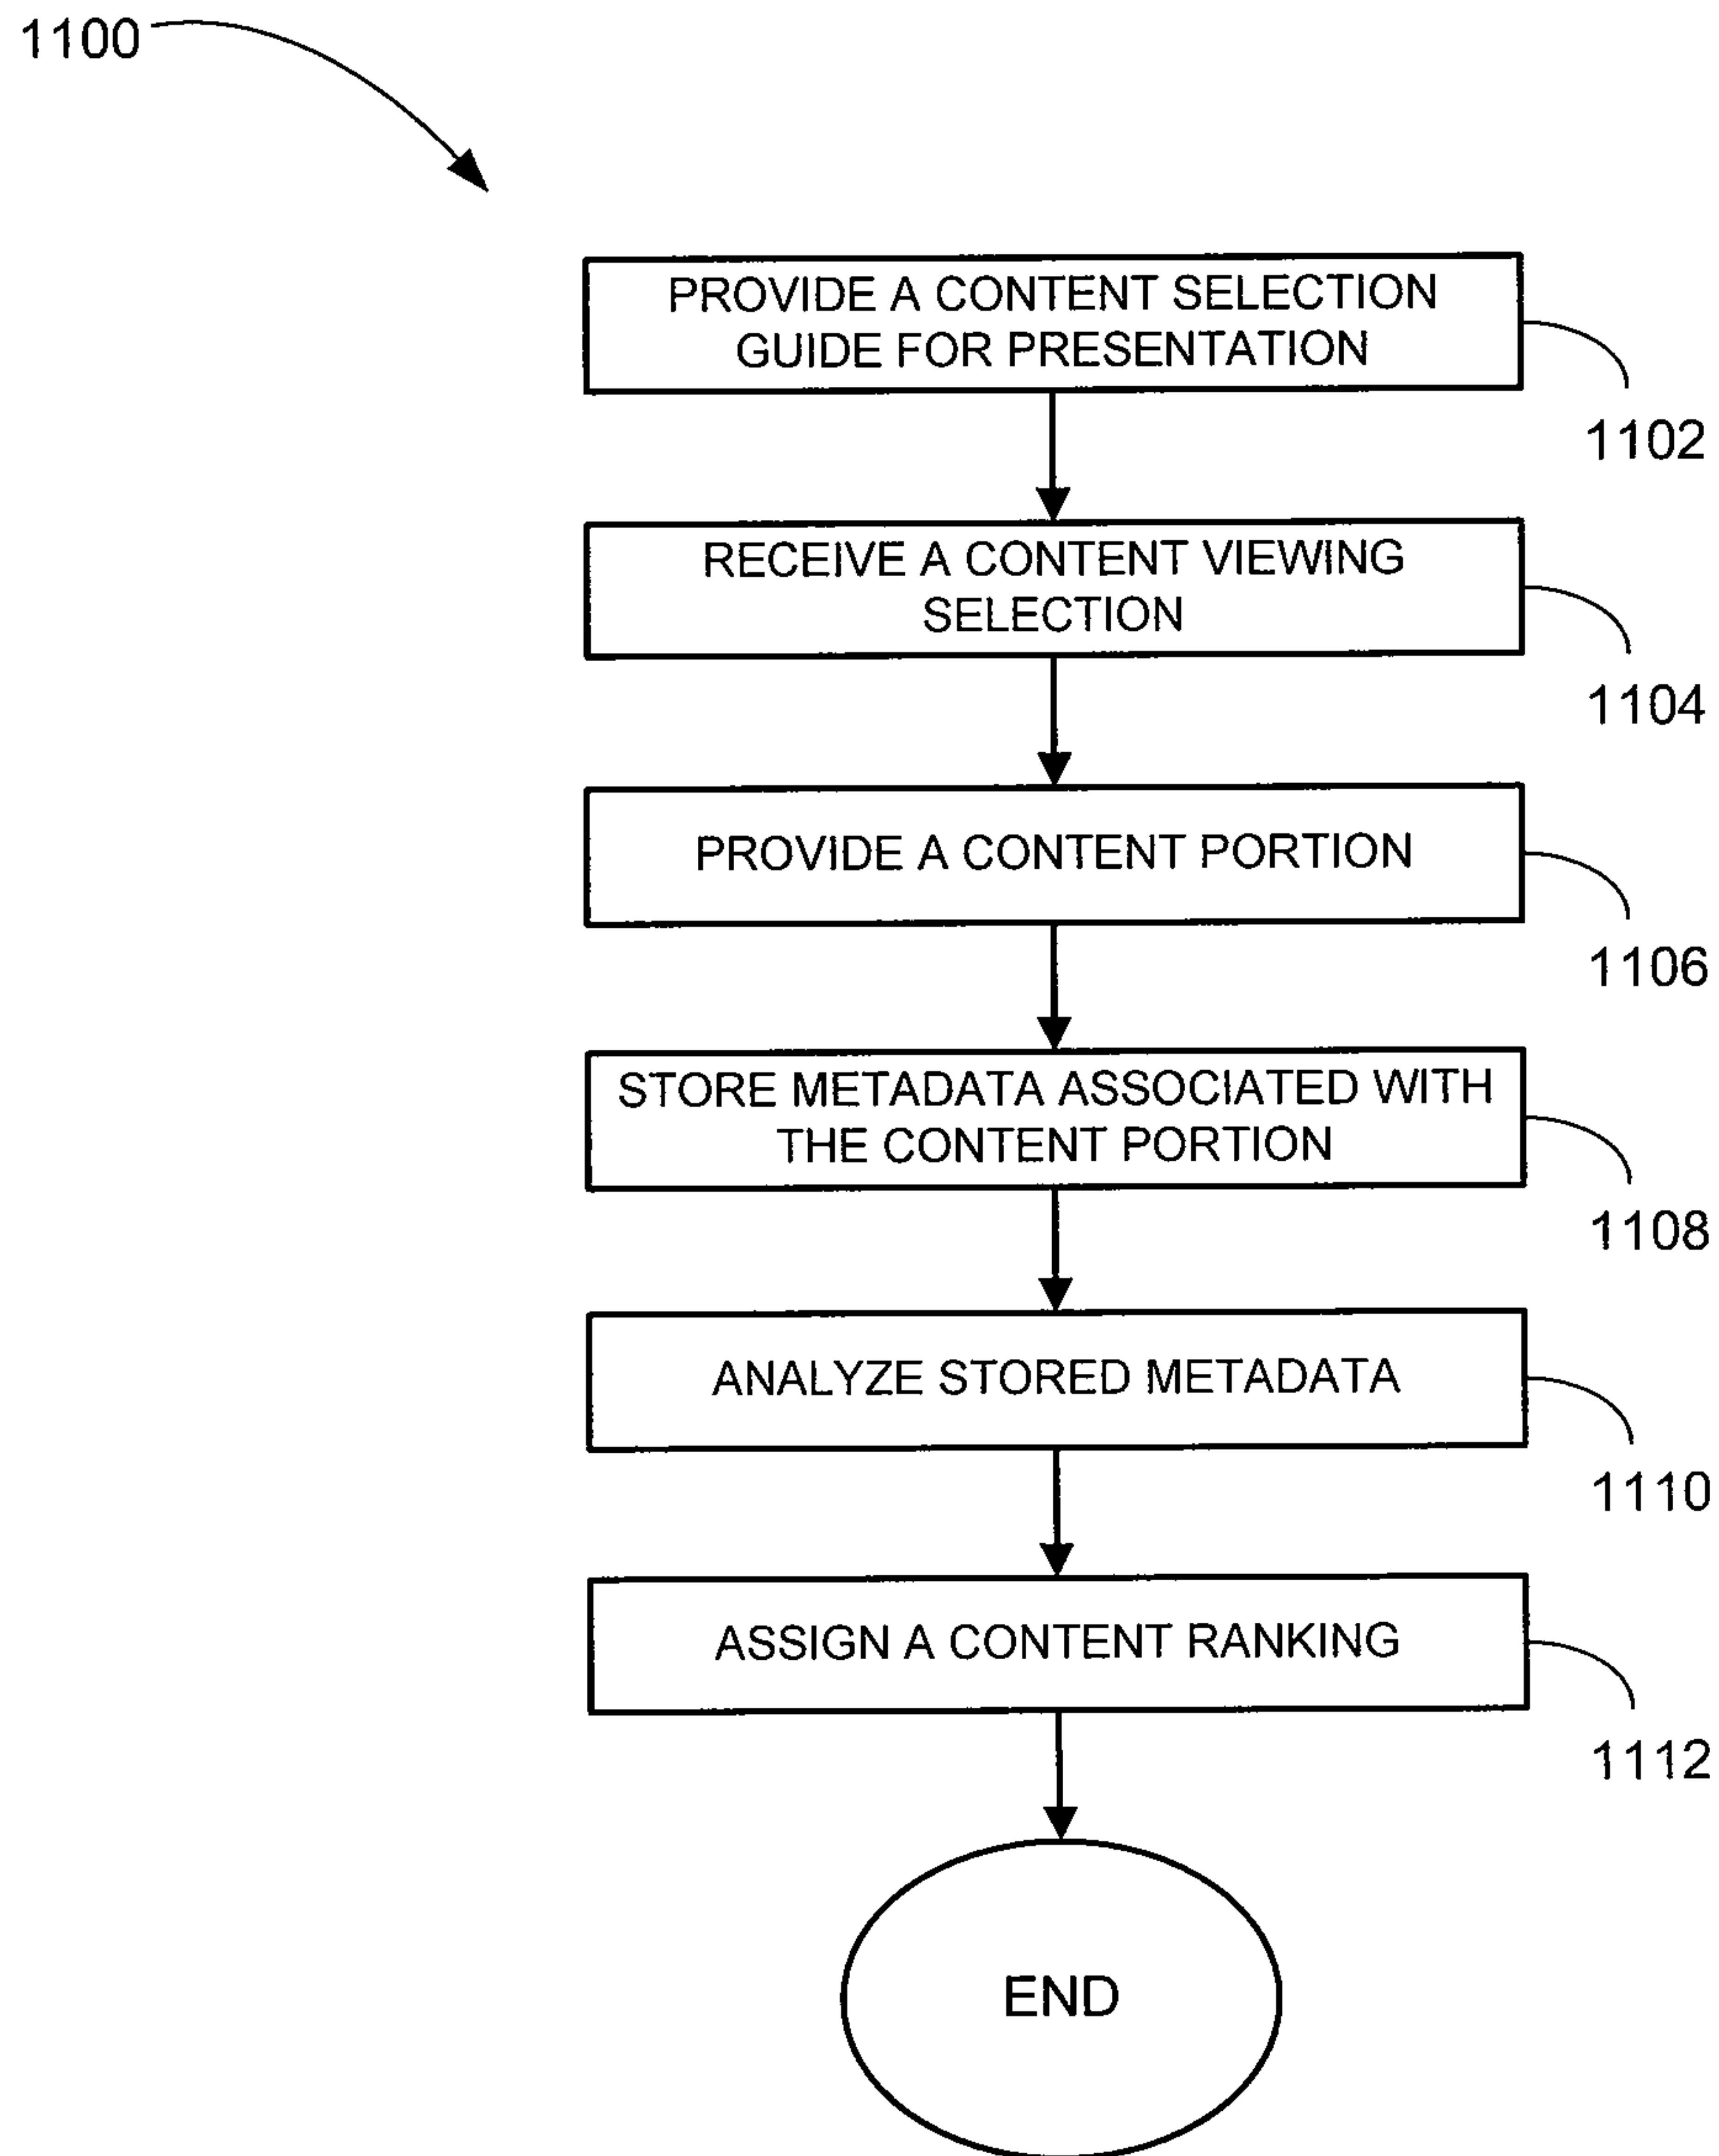 1100
PROVIDE A CONTENT SELECTION
GUIDE FOR PRESENTATION
1102
RECEIVE A CONTENT VIEWING
SELECTION
1104
PROVIDE A CONTENT PORTION
1106
STORE METADATA ASSOCIATED WITH
THE CONTENT PORTION
1108
ANALYZE STORED METADATA
1110
ASSIGN A CONTENT RANKING
1112
END